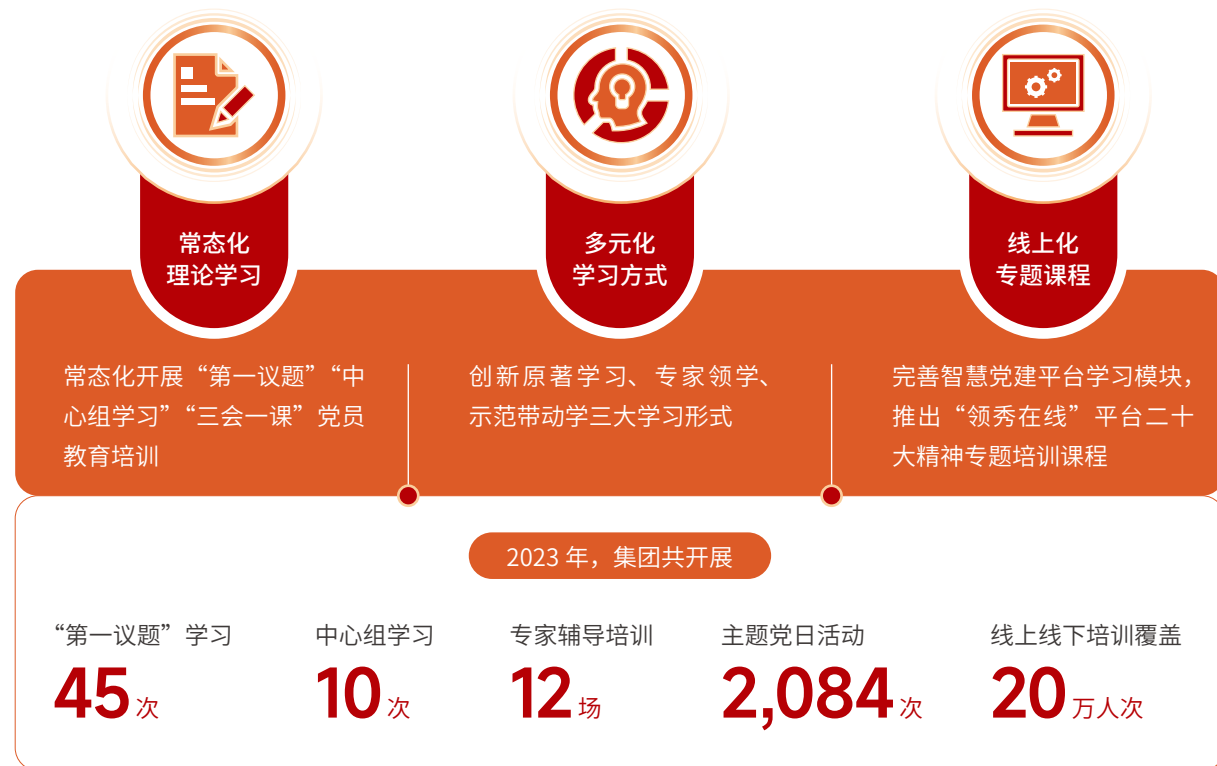 常态化
理论学习
多元化
学习方式
线上化
专题课程
常态化开展“第一议题”“中
心组学习”“三会一课”党员
教育培训
创新原著学习、专家领学、
示范带动学三大学习形式
完善智慧党建平台学习模块，
推出“领秀在线”平台二十
大精神专题培训课程
2023 年，集团共开展
“第一议题”学习
45 次
中心组学习
10 次
专家辅导培训
12 场
主题党日活动
2,084 次
线上线下培训覆盖
20 万人次